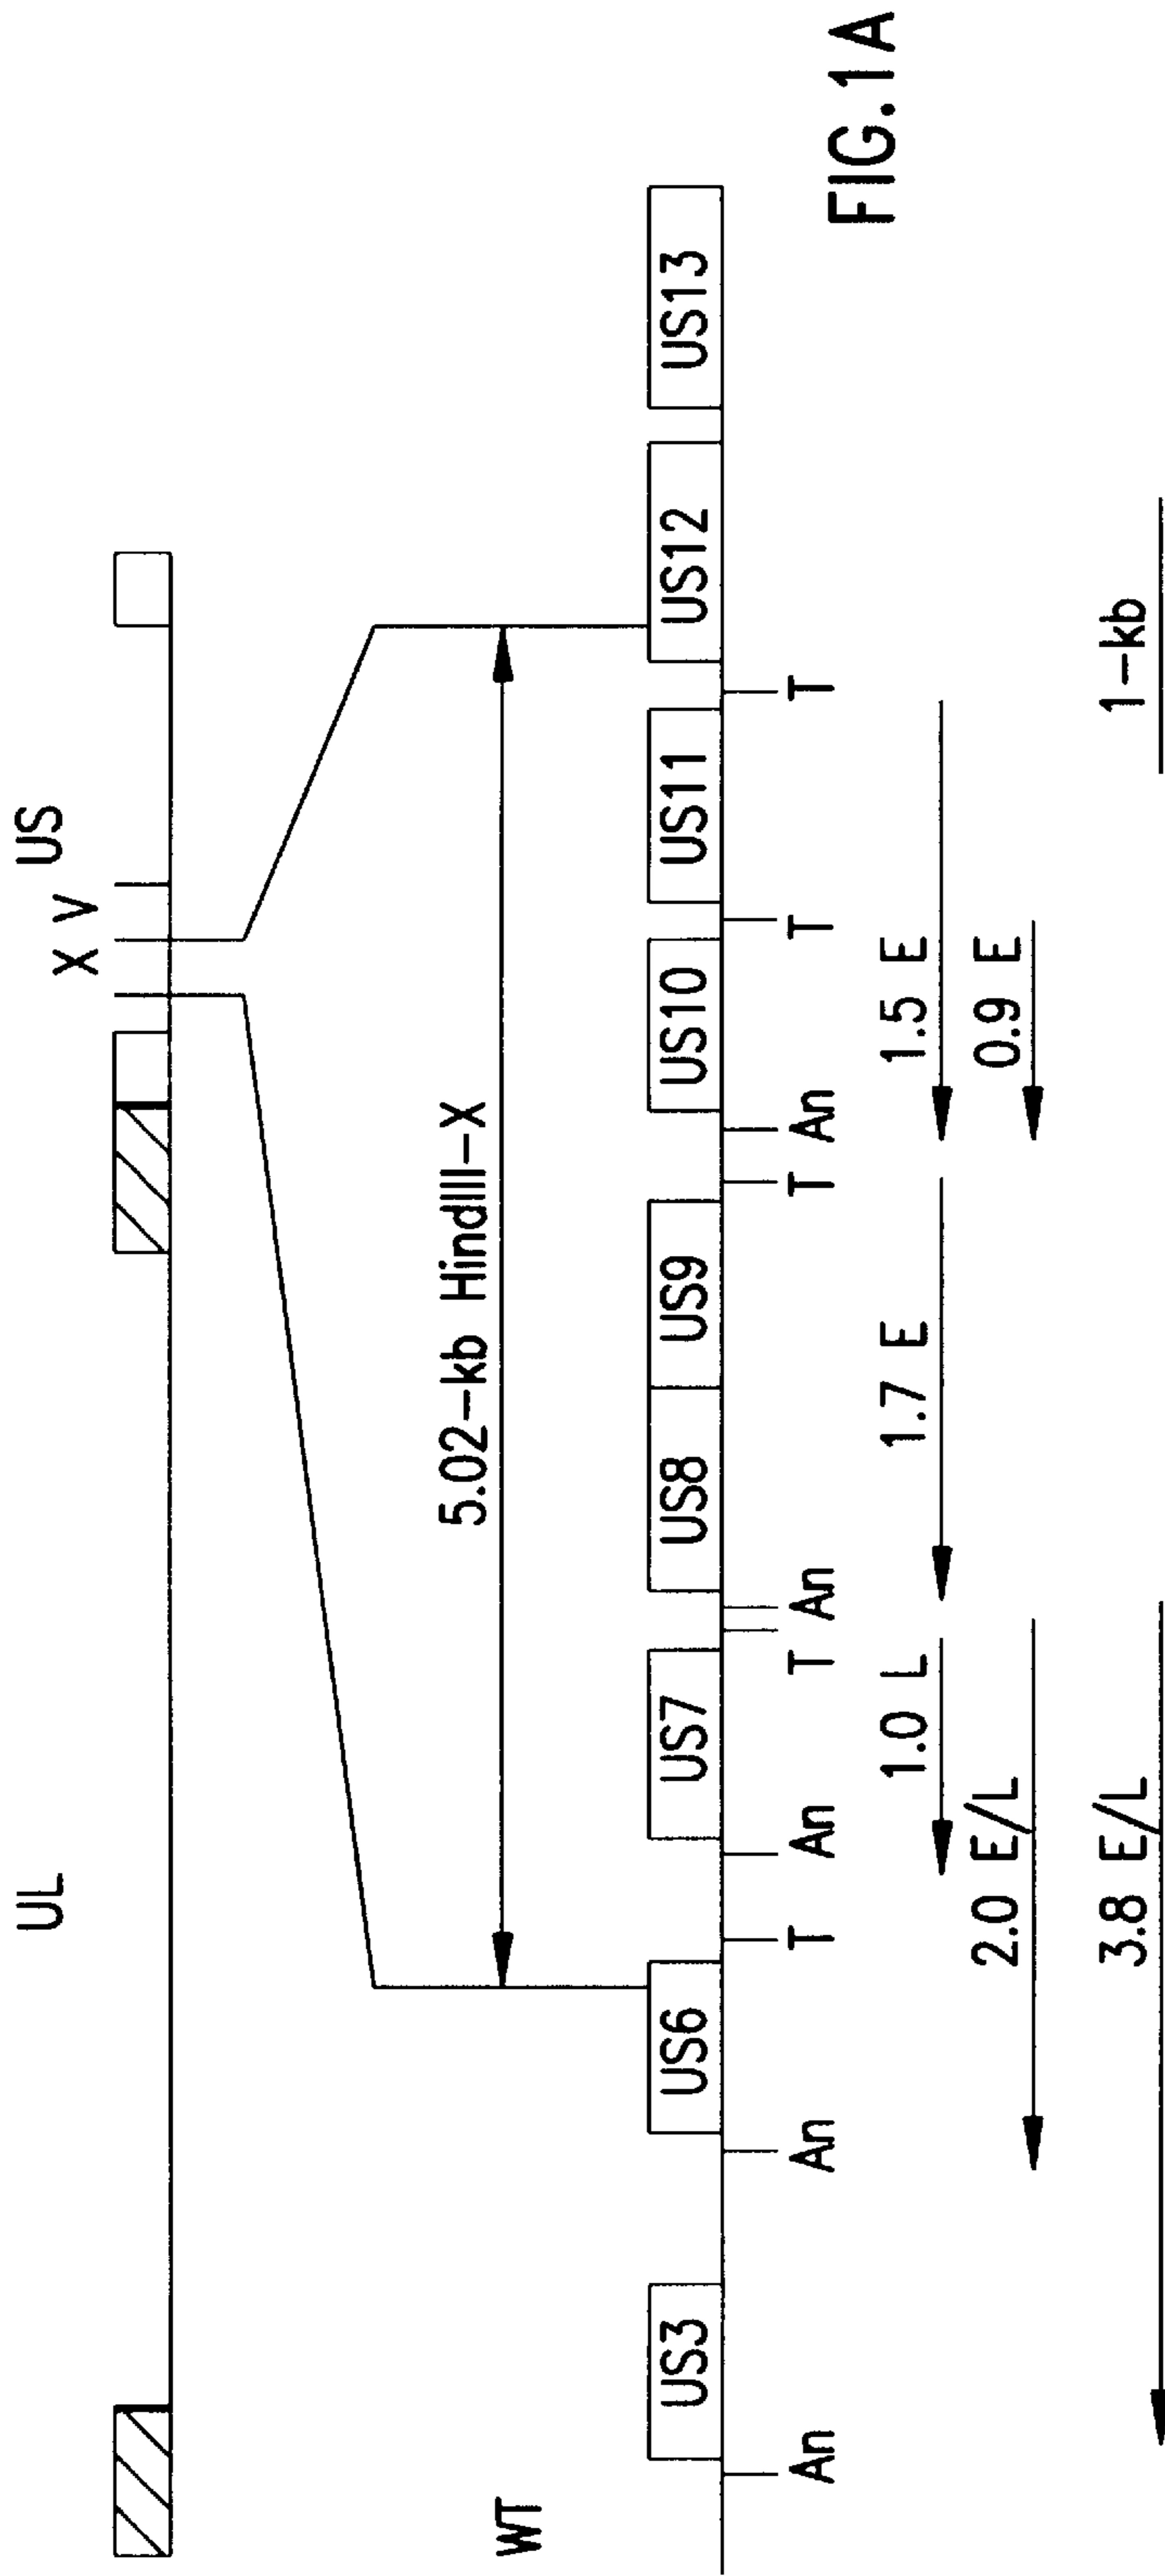 UL US
X V
5.02-kb HindIII-X
WT
US3 US6 US7 US8 US9 US10 US11 US12 US13
An An T An T An T An T T
1.0 L 1.7 E 1.5 E
2.0 E/L 0.9 E
3.8 E/L 1-kb
FIG.1A